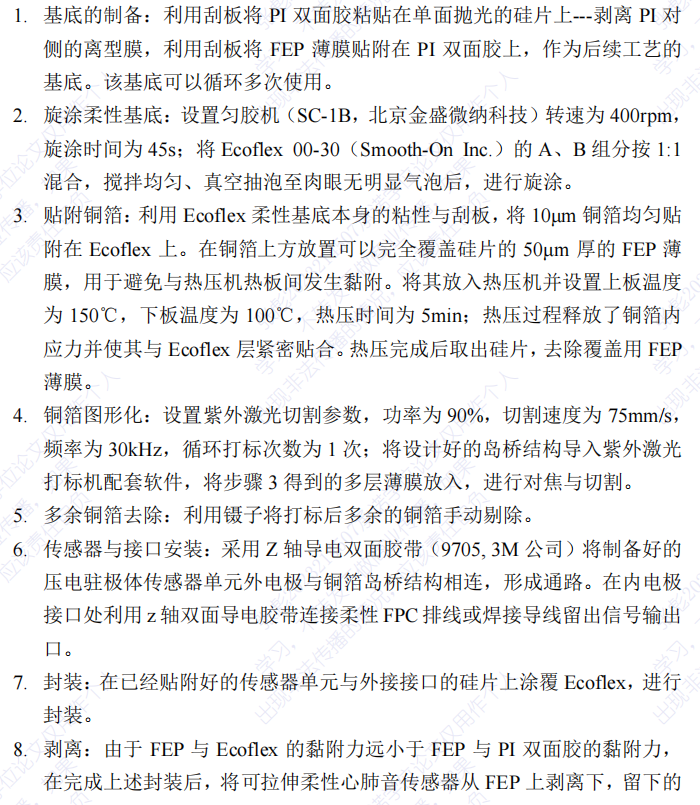 1. 基底的制备：利用刮板将 PI 双面胶粘贴在单面抛光的硅片上---剥离 PI 对
侧的离型膜，利用刮板将 FEP 薄膜贴附在 PI 双面胶上，作为后续工艺的
基底。该基底可以循环多次使用。
2. 旋涂柔性基底：设置匀胶机（SC-1B，北京金盛微纳科技）转速为 400rpm，
旋涂时间为 45s；将 Ecoflex 00-30（Smooth-On Inc.）的 A、B 组分按 1:1
混合，搅拌均匀、真空抽泡至肉眼无明显气泡后，进行旋涂。
3. 贴附铜箔：利用 Ecoflex 柔性基底本身的粘性与刮板，将 10μm 铜箔均匀贴
附在 Ecoflex 上。在铜箔上方放置可以完全覆盖硅片的 50μm 厚的 FEP 薄
膜，用于避免与热压机热板间发生黏附。将其放入热压机并设置上板温度
为 150℃，下板温度为 100℃，热压时间为 5min；热压过程释放了铜箔内
应力并使其与 Ecoflex 层紧密贴合。热压完成后取出硅片，去除覆盖用 FEP
薄膜。
4. 铜箔图形化：设置紫外激光切割参数，功率为 90%，切割速度为 75mm/s，
频率为 30kHz，循环打标次数为 1 次；将设计好的岛桥结构导入紫外激光
打标机配套软件，将步骤 3 得到的多层薄膜放入，进行对焦与切割。
5. 多余铜箔去除：利用镊子将打标后多余的铜箔手动剔除。
6. 传感器与接口安装：采用 Z 轴导电双面胶带（9705, 3M 公司）将制备好的
压电驻极体传感器单元外电极与铜箔岛桥结构相连，形成通路。在内电极
接口处利用 z 轴双面导电胶带连接柔性 FPC 排线或焊接导线留出信号输出
口。
7. 封装：在已经贴附好的传感器单元与外接接口的硅片上涂覆 Ecoflex，进行
封装。
8. 剥离：由于 FEP 与 Ecoflex 的黏附力远小于 FEP 与 PI 双面胶的黏附力，
在完成上述封装后，将可拉伸柔性心肺音传感器从 FEP 上剥离下，留下的